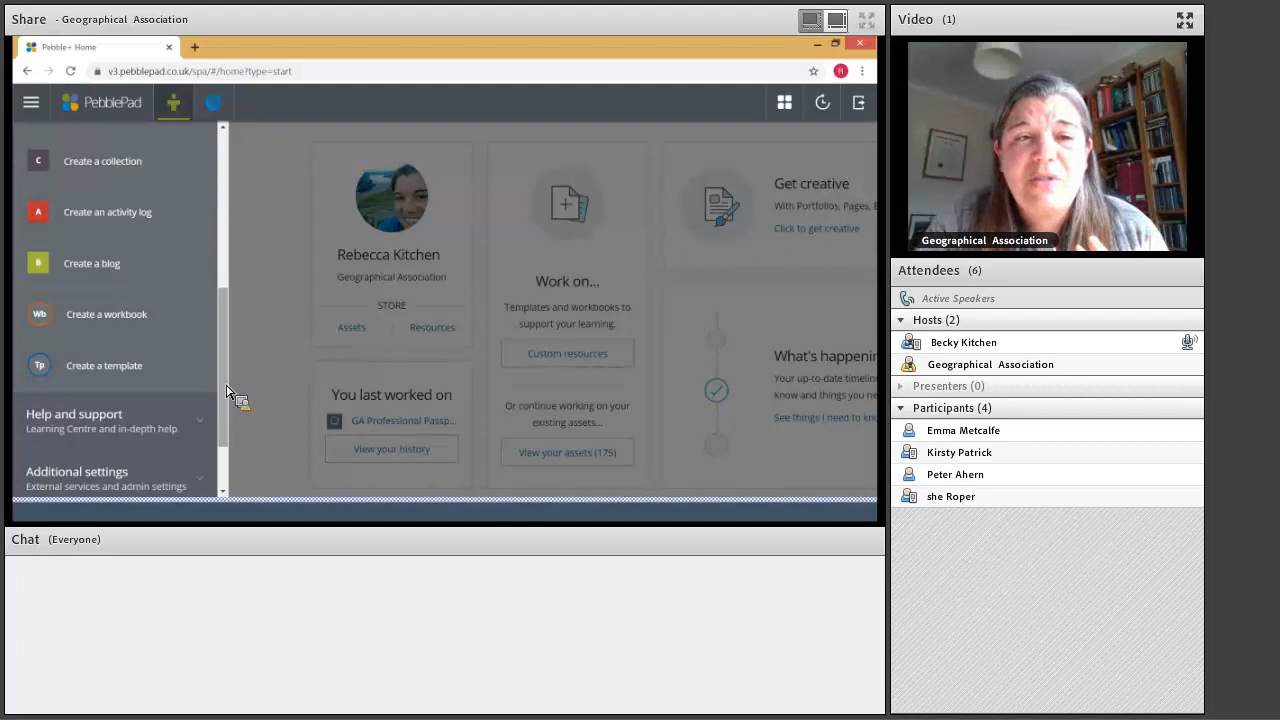 Share - Geographical Association
Pebble+ Home
v3.pebblepad.co.uk/spa/#/home?type=start
R
PebblePad
C Create a collection
A Create an activity log
B Create a blog
Wb Create a workbook
Tp Create a template
Help and support
Learning Centre and in-depth help
Additional settings
External services and admin settings
Rebecca Kitchen
Geographical Association
STORE
Assets Resources
You last worked on
GA Professional Passp...
View your history
Work on...
Templates and workbooks to
support your learning.
Custom resources
Or continue working on your
existing assets...
View your assets (175)
Get creative
With Portfolios, Pages,
Click to get creative
What's happenin
Your up-to-date timelin
know and things you ne
See things I need to kno
Chat (Everyone)
Video (1)
Geographical Association
Attendees (6)
Active Speakers
Hosts (2)
Becky Kitchen
Geographical Association
Presenters (0)
Participants (4)
Emma Metcalfe
Kirsty Patrick
Peter Ahern
she Roper